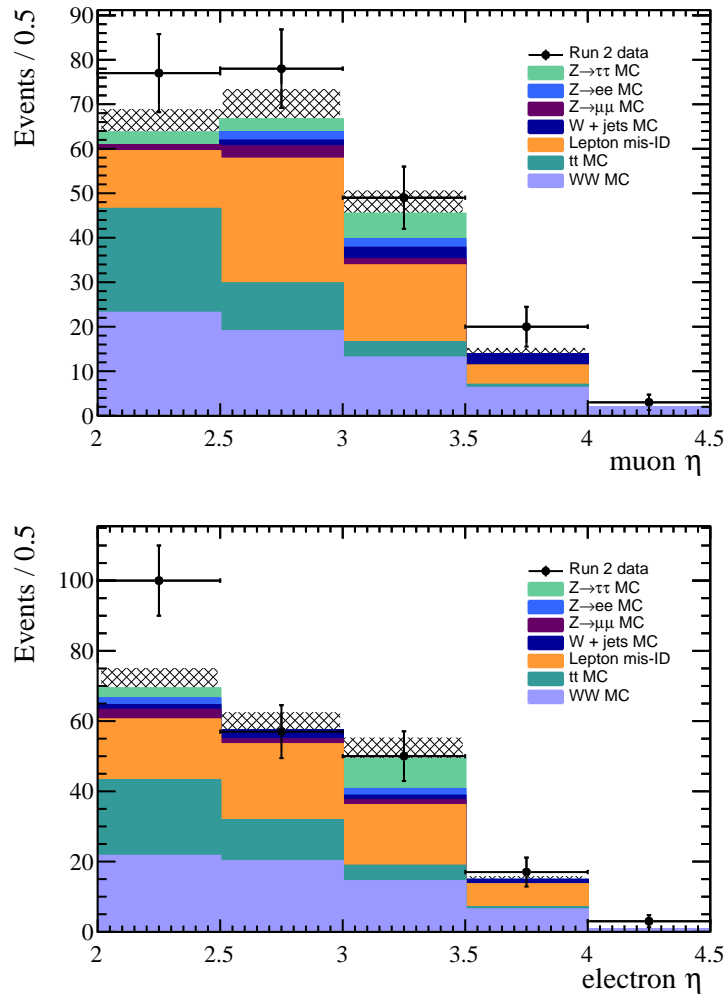 Events / 0.5
90
80
70
60
50
40
30
20
10
0
2
2.5
3
3.5
4
4.5
muon η
Run 2 data
Z→ττ MC
Z→ee MC
Z→μμ MC
W + jets MC
Lepton mis-ID
tt MC
WW MC
Events / 0.5
100
80
60
40
20
0
2
2.5
3
3.5
4
4.5
electron η
Run 2 data
Z→ττ MC
Z→ee MC
Z→μμ MC
W + jets MC
Lepton mis-ID
tt MC
WW MC